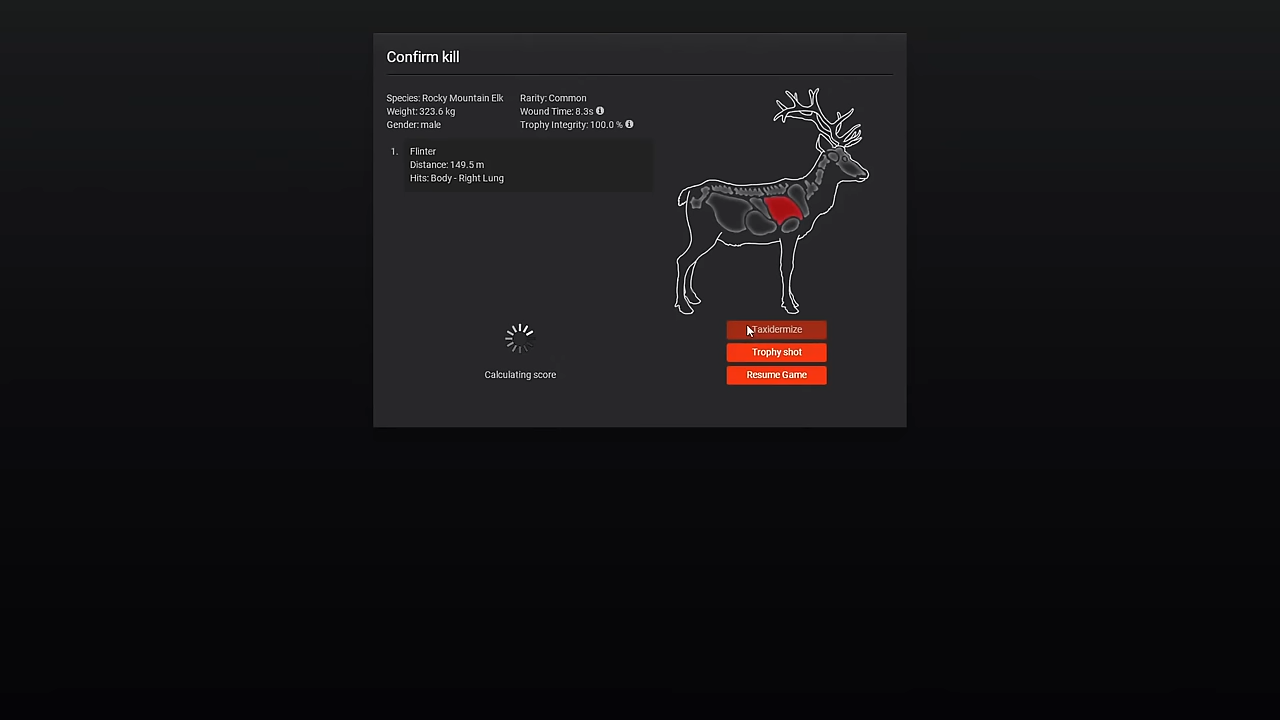 Confirm kill
Species: Rocky Mountain Elk
Weight: 323.6 kg
Gender: male
Rarity: Common
Wound Time: 8.3s
Trophy Integrity: 100.0 %
1.
Flinter
Distance: 149.5 m
Hits: Body - Right Lung
Calculating score
Taxidermize
Trophy shot
Resume Game